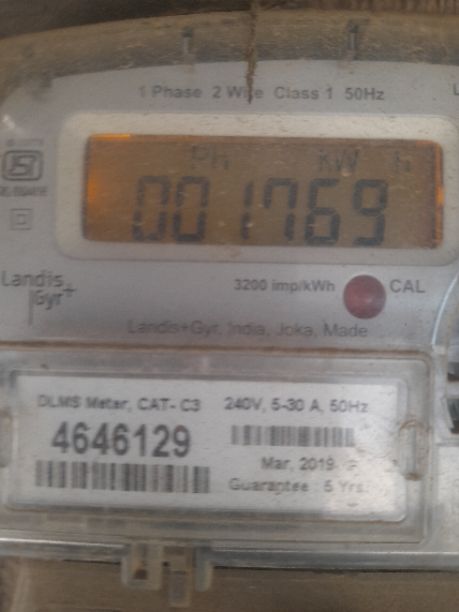 1 Phase 2 Wire Class 1 50Hz
Ph kW h
001769
Landis
Gyr+
3200 imp/kWh
CAL
Landis+Gyr, India, Joka, Made
DLMS Meter, CAT- C3
240V, 5-30 A, 50Hz
4646129
Mar. 2019
Guarantee : 5 Yrs.